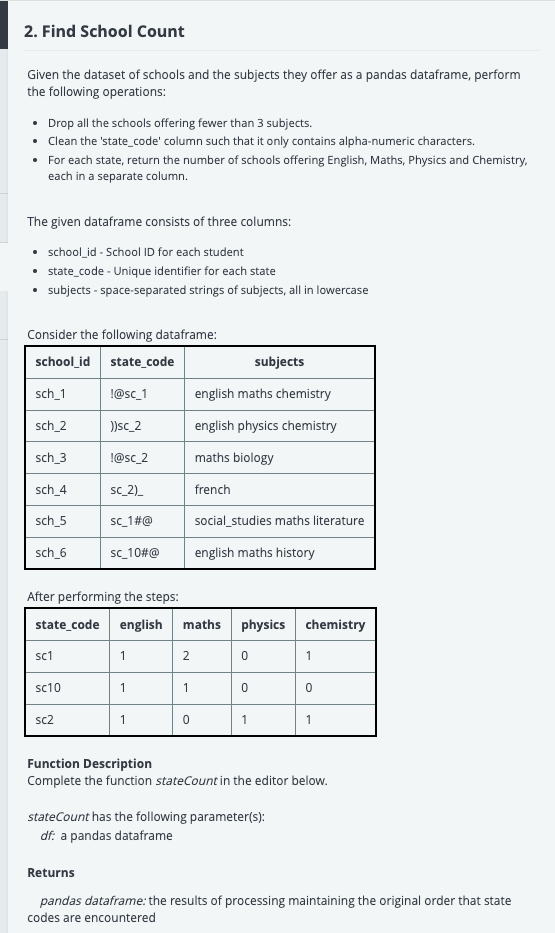 2. Find School Count
Given the dataset of schools and the subjects they offer as a pandas dataframe, perform
the following operations:
• Drop all the schools offering fewer than 3 subjects.
• Clean the 'state_code' column such that it only contains alpha-numeric characters.
• For each state, return the number of schools offering English, Maths, Physics and Chemistry,
each in a separate column.
The given dataframe consists of three columns:
• school_id - School ID for each student
• state_code - Unique identifier for each state
• subjects - space-separated strings of subjects, all in lowercase
Consider the following dataframe:
school_id state_code subjects
sch_1 !@sc_1 english maths chemistry
sch_2 ))sc_2 english physics chemistry
sch_3 !@sc_2 maths biology
sch_4 sc_2)_ french
sch_5 sc_1#@ social_studies maths literature
sch_6 sc_10#@ english maths history
After performing the steps:
state_code english maths physics chemistry
sc1 1 2 0 1
sc10 1 1 0 0
sc2 1 0 1 1
Function Description
Complete the function stateCount in the editor below.
stateCount has the following parameter(s):
df: a pandas dataframe
Returns
pandas dataframe: the results of processing maintaining the original order that state
codes are encountered